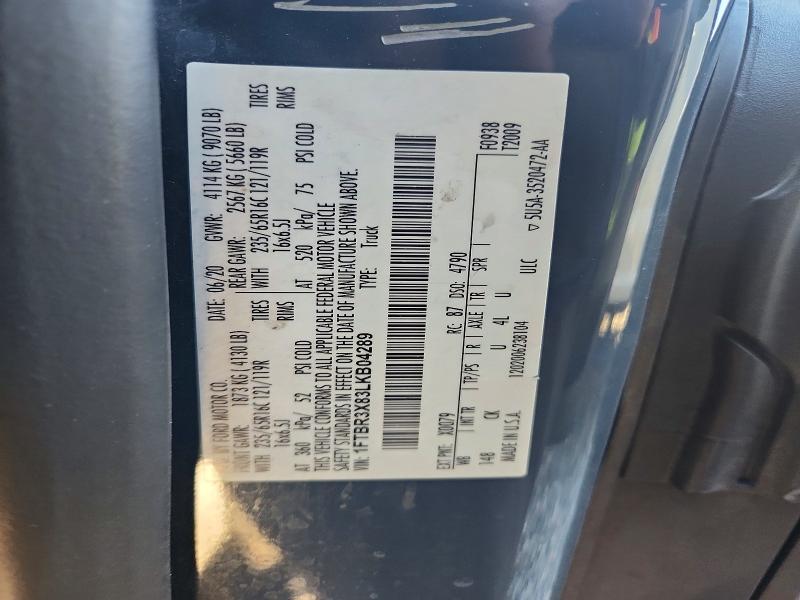 BY FORD MOTOR CO.
DATE: 06/20 GVWR: 4114 KG ( 9070 LB)
FRONT GAWR: 1873 KG ( 4130 LB) REAR GAWR: 2567 KG ( 5660 LB)
WITH 235/65R16C 121/119R TIRES WITH 235/65R16C 121/119R TIRES
16x6.5J RIMS 16x6.5J RIMS
AT 360 kPa/ 52 PSI COLD AT 520 kPa/ 75 PSI COLD
THIS VEHICLE CONFORMS TO ALL APPLICABLE FEDERAL MOTOR VEHICLE
SAFETY STANDARDS IN EFFECT ON THE DATE OF MANUFACTURE SHOWN ABOVE.
VIN: 1FTBR3X83LKB04289 TYPE: Truck
F0938
T2009
EXT PNT: X0079 RC: 87 DSO: 4790
WB INT TR TP/PS R AXLE TR SPR
148 CK U 4L U
MADE IN U.S.A. 1202006238104 ULC
5U5A-3520472-AA